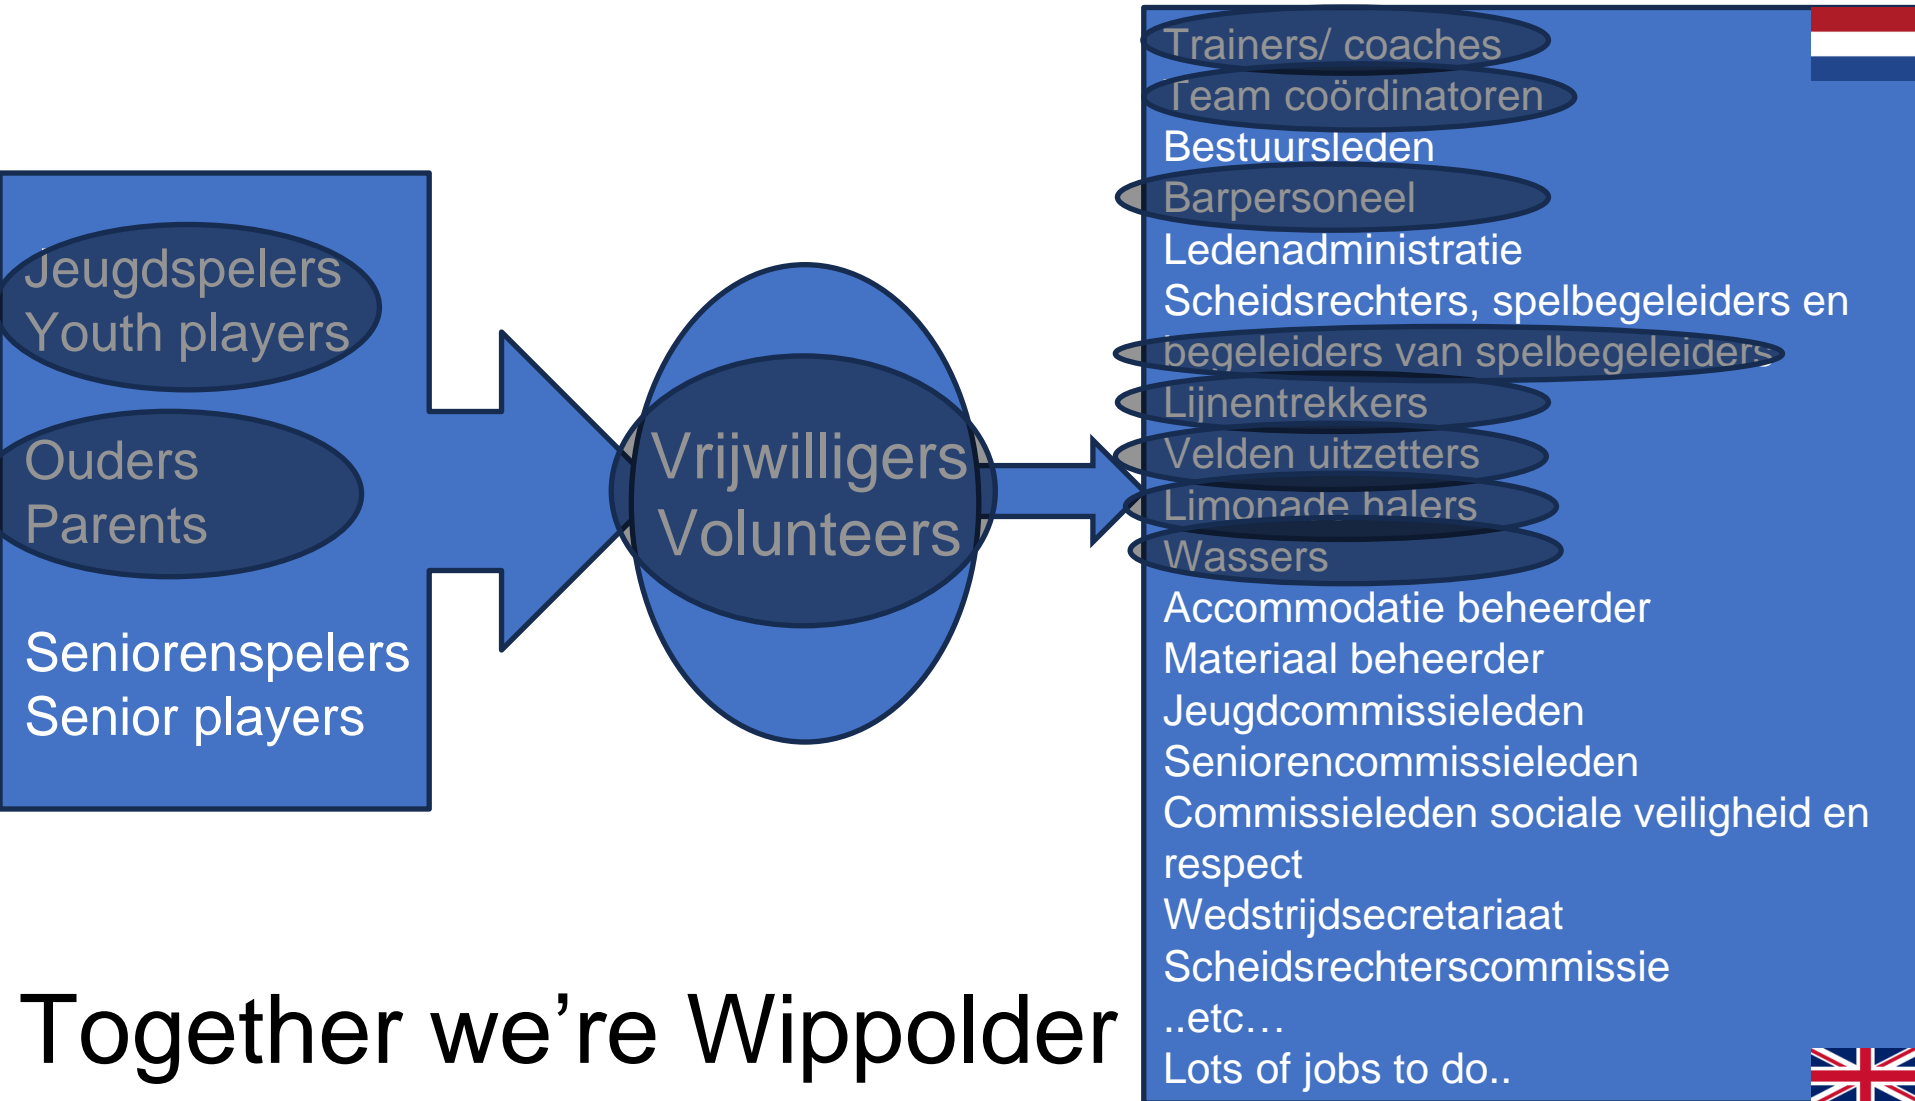 Jeugdspelers
Youth players
Ouders
Parents
Seniorenspelers
Senior players
Vrijwilligers
Volunteers
Trainers/ coaches
Team coördinatoren
Bestuursleden
Barpersoneel
Ledenadministratie
Scheidsrechters, spelbegeleiders en
begeleiders van spelbegeleiders
Lijnentrekkers
Velden uitzetters
Limonade halers
Wassers
Accommodatie beheerder
Materiaal beheerder
Jeugdcommissieleden
Seniorencommissieleden
Commissieleden sociale veiligheid en
respect
Wedstrijdsecretariaat
Scheidsrechterscommissie
..etc…
Lots of jobs to do..
Together we’re Wippolder